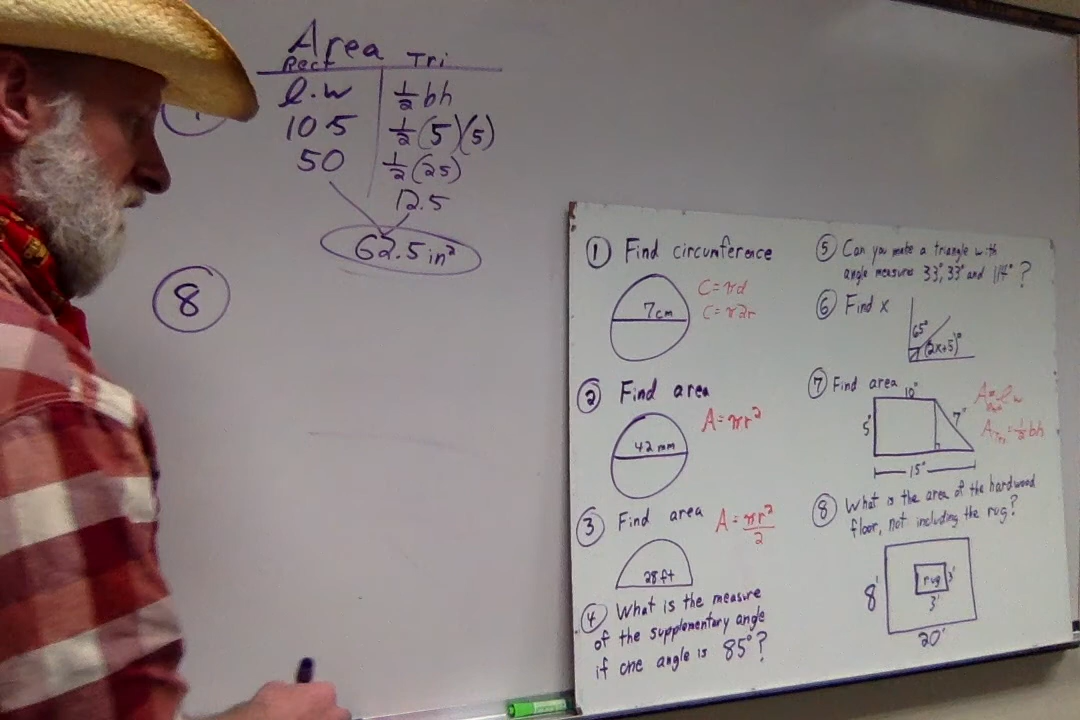 Area
Rect Tri
l·w ½bh
10 5 ½(5)(5)
50 ½(25)
12.5
62.5 in²
8
① Find circumference
7cm
C=πd
C=π2r
② Find area
42 mm
A=πr²
③ Find area
28ft
A=πr²/2
④ What is the measure
of the supplementary angle
if one angle is 85°?
⑤ Can you make a triangle with
angle measures 33°, 33° and 114°?
⑥ Find x
65°
(2x+5)°
⑦ Find area
10"
5"
7"
15"
A = lw
A Tri = ½bh
⑧ What is the area of the hardwood
floor, not including the rug?
rug 3'
3'
8'
20'